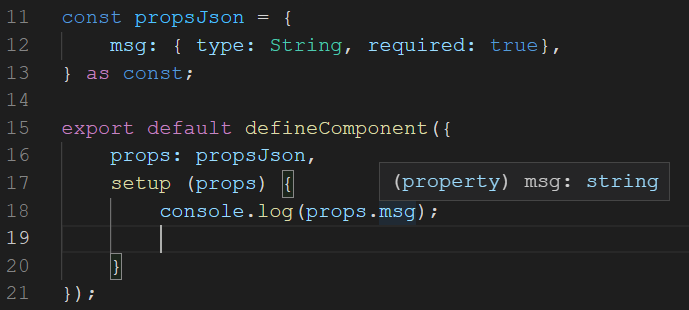 11 const propsJson = {
12 msg: { type: String, required: true},
13 } as const;
14
15 export default defineComponent({
16 props: propsJson,
17 setup (props) {
(property) msg: string
18 console.log(props.msg);
19
20 }
21 });